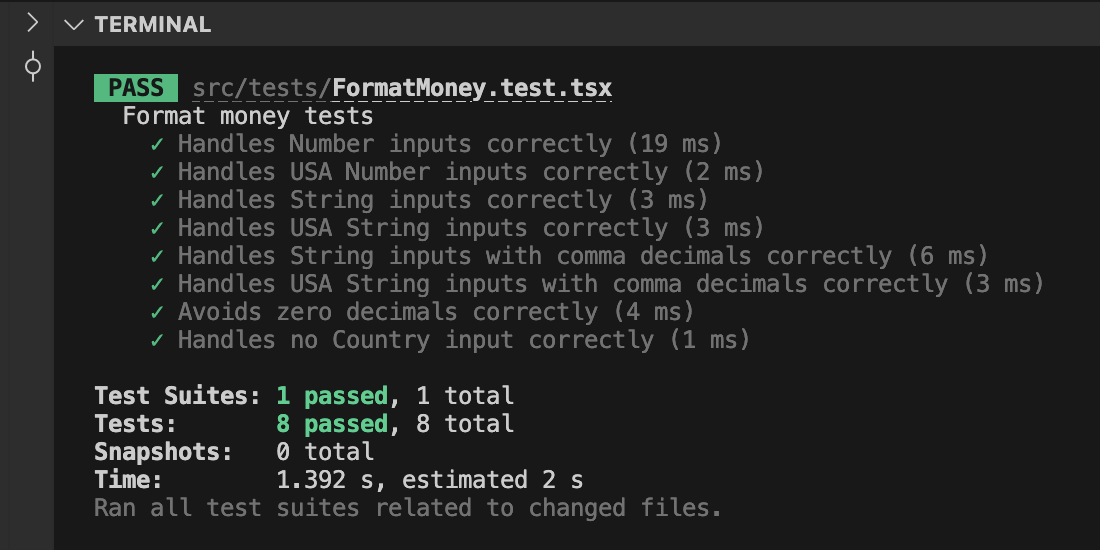 TERMINAL
PASS src/tests/FormatMoney.test.tsx
Format money tests
✓ Handles Number inputs correctly (19 ms)
✓ Handles USA Number inputs correctly (2 ms)
✓ Handles String inputs correctly (3 ms)
✓ Handles USA String inputs correctly (3 ms)
✓ Handles String inputs with comma decimals correctly (6 ms)
✓ Handles USA String inputs with comma decimals correctly (3 ms)
✓ Avoids zero decimals correctly (4 ms)
✓ Handles no Country input correctly (1 ms)
Test Suites: 1 passed, 1 total
Tests: 8 passed, 8 total
Snapshots: 0 total
Time: 1.392 s, estimated 2 s
Ran all test suites related to changed files.